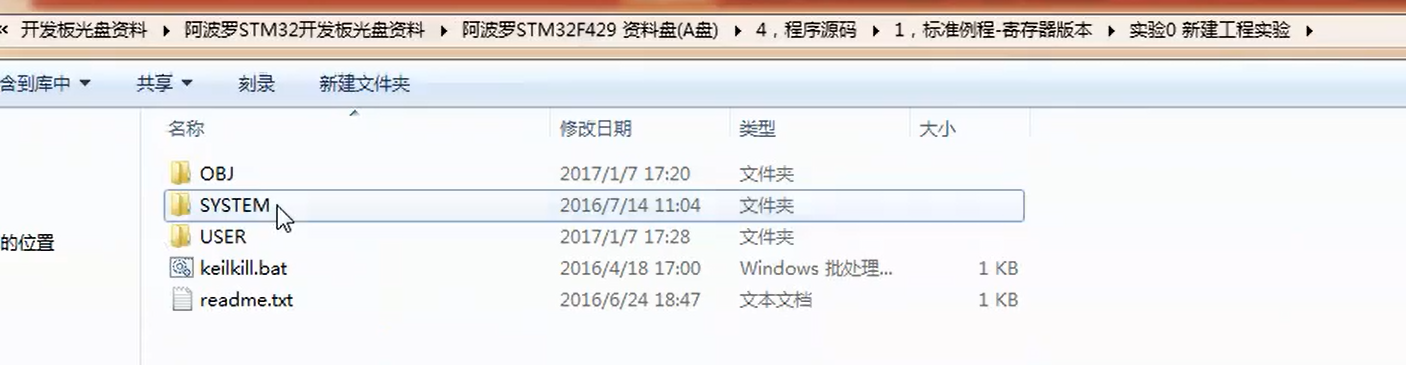 « 开发板光盘资料 ▸ 阿波罗STM32开发板光盘资料 ▸ 阿波罗STM32F429 资料盘(A盘) ▸ 4，程序源码 ▸ 1，标准例程-寄存器版本 ▸ 实验0 新建工程实验 ▸
含到库中 ▾ 共享 ▾ 刻录 新建文件夹
名称 修改日期 类型 大小
OBJ 2017/1/7 17:20 文件夹
SYSTEM 2016/7/14 11:04 文件夹
USER 2017/1/7 17:28 文件夹
的位置
keilkill.bat 2016/4/18 17:00 Windows 批处理... 1 KB
readme.txt 2016/6/24 18:47 文本文档 1 KB